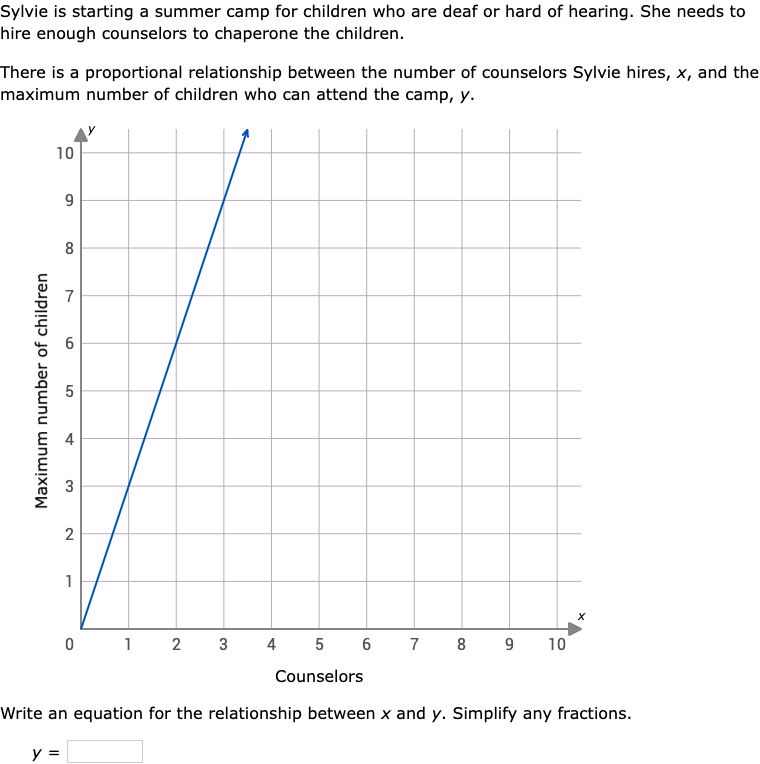 Sylvie is starting a summer camp for children who are deaf or hard of hearing. She needs to
hire enough counselors to chaperone the children.
There is a proportional relationship between the number of counselors Sylvie hires, x, and the
maximum number of children who can attend the camp, y.
y
10
9
8
7
6
5
4
3
2
1
Maximum number of children
x
0 1 2 3 4 5 6 7 8 9 10
Counselors
Write an equation for the relationship between x and y. Simplify any fractions.
y =